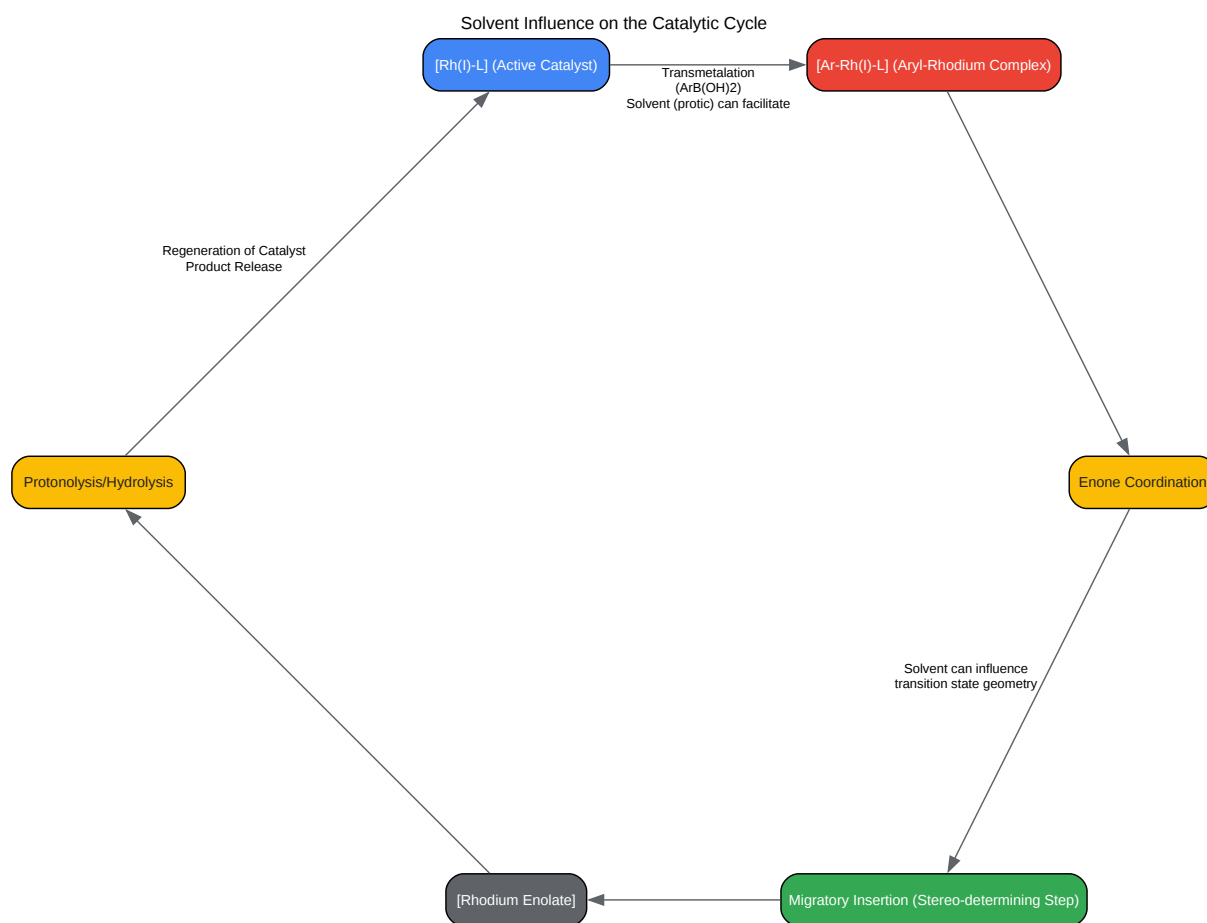 Solvent Influence on the Catalytic Cycle
[Rh(I)-L] (Active Catalyst)
[Ar-Rh(I)-L] (Aryl-Rhodium Complex)
Transmetalation
(ArB(OH)2)
Solvent (protic) can facilitate
Regeneration of Catalyst
Product Release
Protonolysis/Hydrolysis
Enone Coordination
Solvent can influence
transition state geometry
[Rhodium Enolate]
Migratory Insertion (Stereo-determining Step)